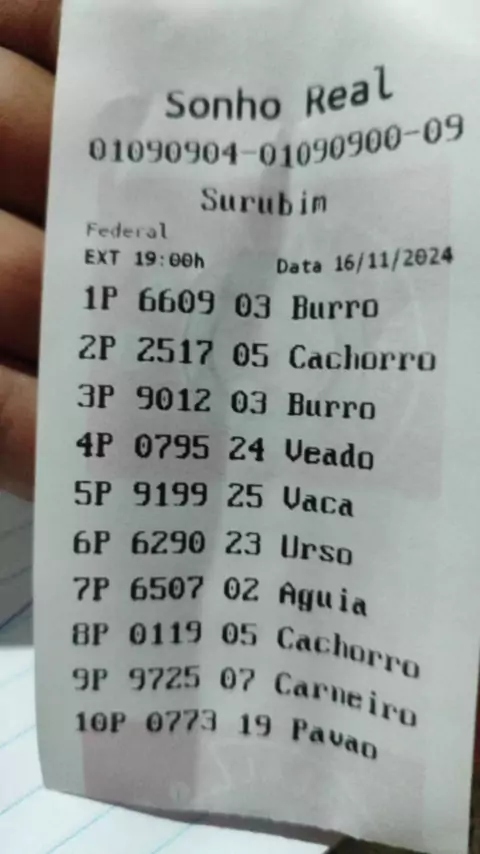 Sonho Real
01090904-01090900-09
Surubim
Federal
EXT 19:00h Data 16/11/2024
1P 6609 03 Burro
2P 2517 05 Cachorro
3P 9012 03 Burro
4P 0795 24 Veado
5P 9199 25 Vaca
6P 6290 23 Urso
7P 6507 02 Aguia
8P 0119 05 Cachorro
9P 9725 07 Carneiro
10P 0773 19 Pavao